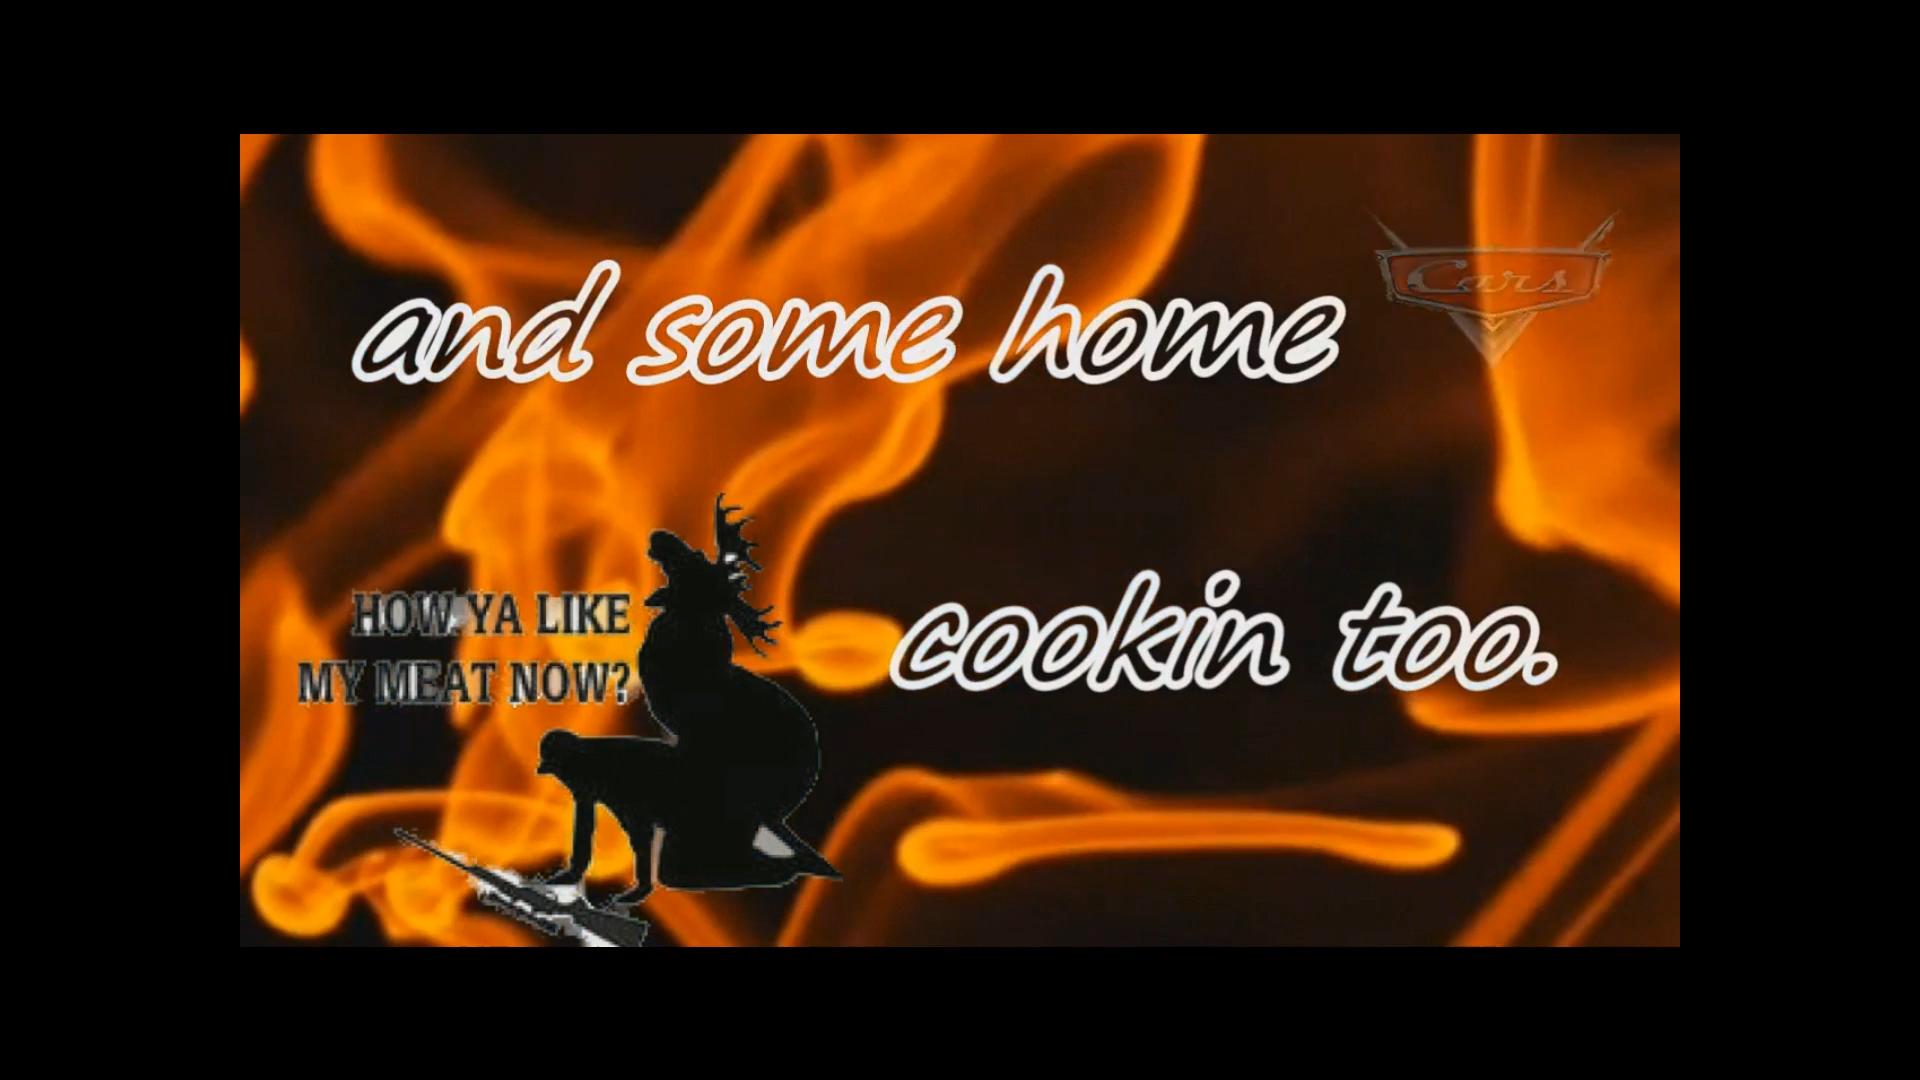 and some home
Cars
HOW YA LIKE
MY MEAT NOW?
cookin too.